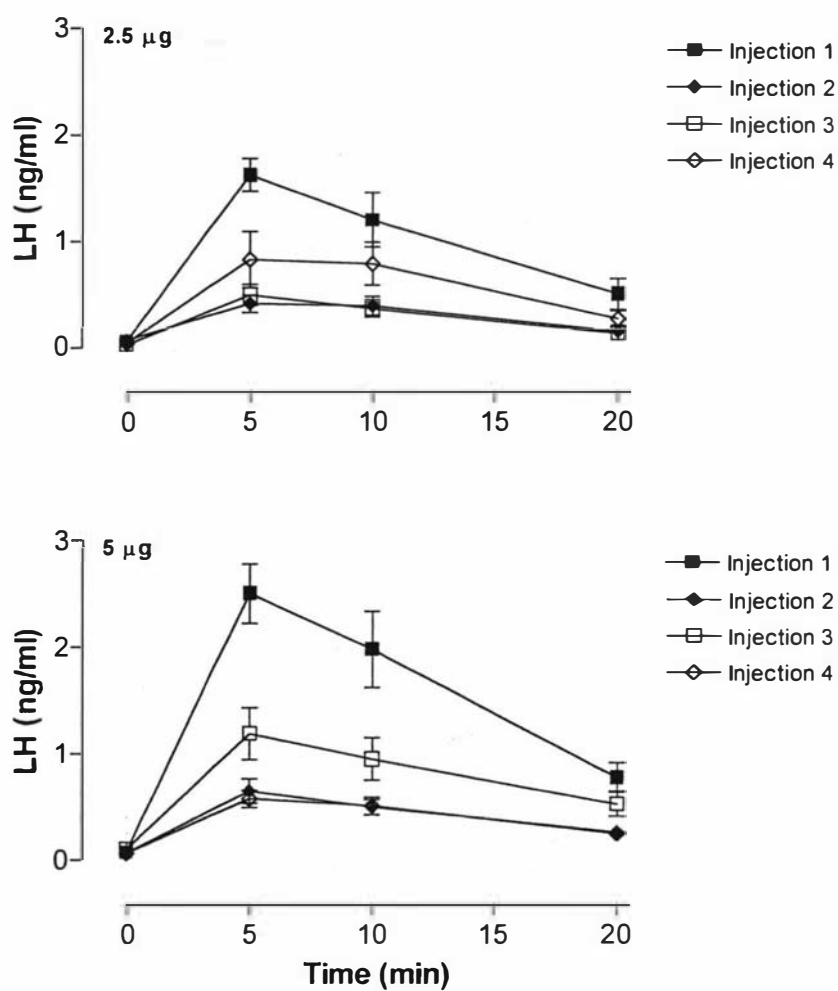 3
2.5 μg
2
1
0
LH (ng/ml)
0 5 10 15 20
Injection 1
Injection 2
Injection 3
Injection 4
3
5 μg
2
1
0
LH (ng/ml)
0 5 10 15 20
Time (min)
Injection 1
Injection 2
Injection 3
Injection 4